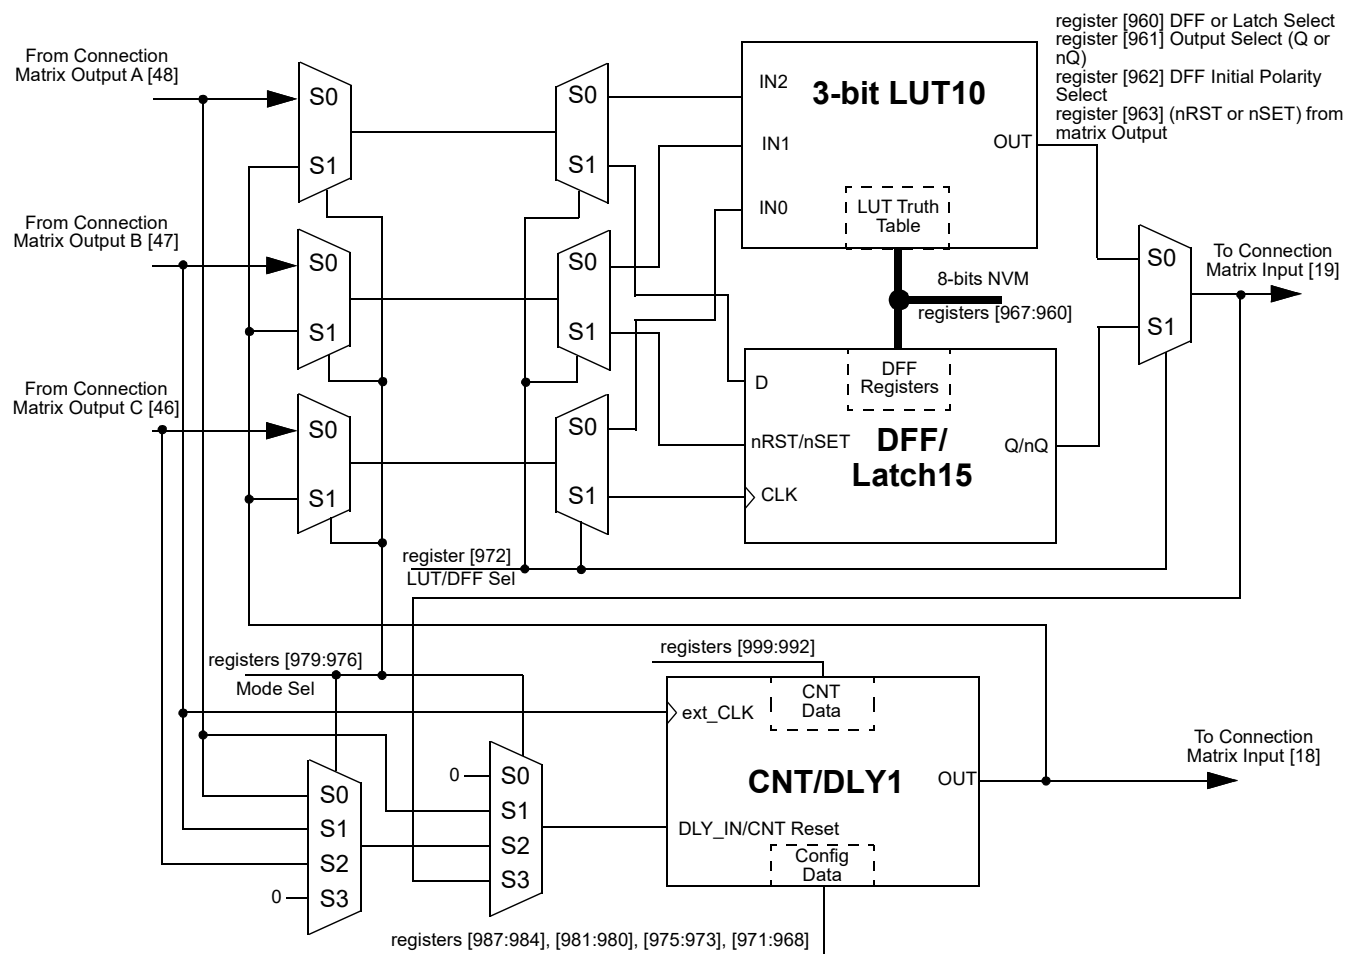 register [960] DFF or Latch Select
register [961] Output Select (Q or
nQ)
register [962] DFF Initial Polarity
Select
register [963] (nRST or nSET) from
matrix Output
From Connection
Matrix Output A [48]
S0
S1
S0
S1
IN2
3-bit LUT10
IN1
OUT
IN0
LUT Truth
Table
From Connection
Matrix Output B [47]
S0
S1
S0
S1
8-bits NVM
registers [967:960]
S0
S1
To Connection
Matrix Input [19]
From Connection
Matrix Output C [46]
S0
S1
S0
S1
D
DFF
Registers
nRST/nSET
DFF/
Latch15
Q/nQ
CLK
register [972]
LUT/DFF Sel
registers [979:976]
Mode Sel
registers [999:992]
CNT
Data
ext_CLK
CNT/DLY1
OUT
To Connection
Matrix Input [18]
DLY_IN/CNT Reset
Config
Data
0
S0
S1
S2
S3
S0
S1
S2
0
S3
registers [987:984], [981:980], [975:973], [971:968]